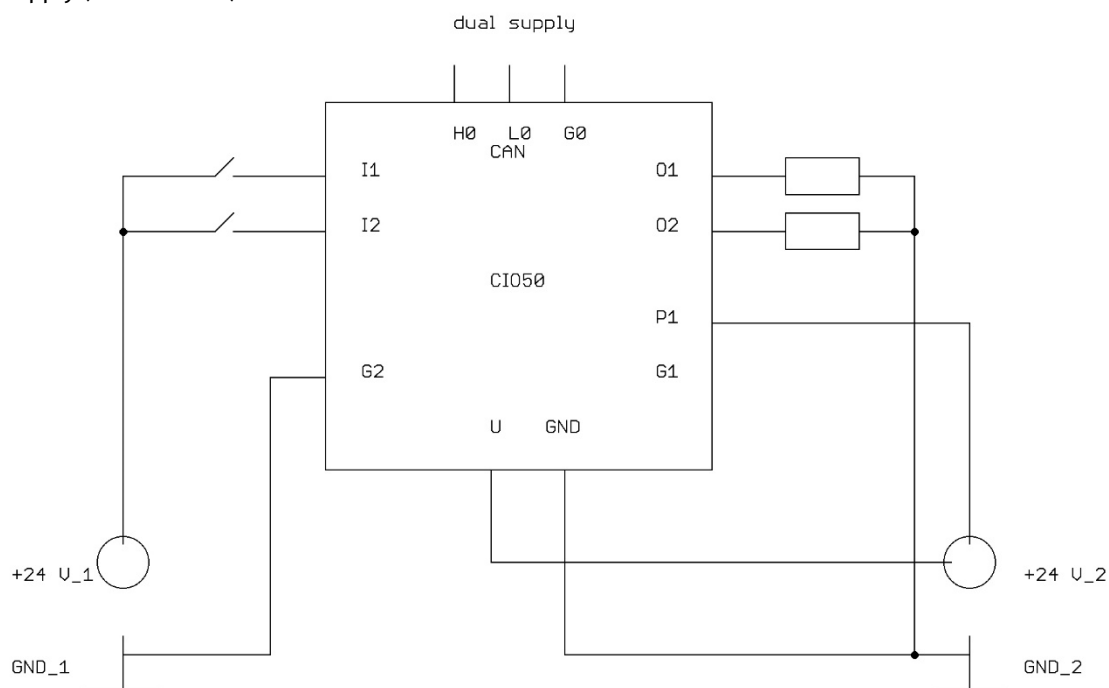 dual supply
H0 L0 G0
CAN
I1 O1
I2 O2
CIO50
P1
G2 G1
U GND
+24 V_1 +24 V_2
GND_1 GND_2